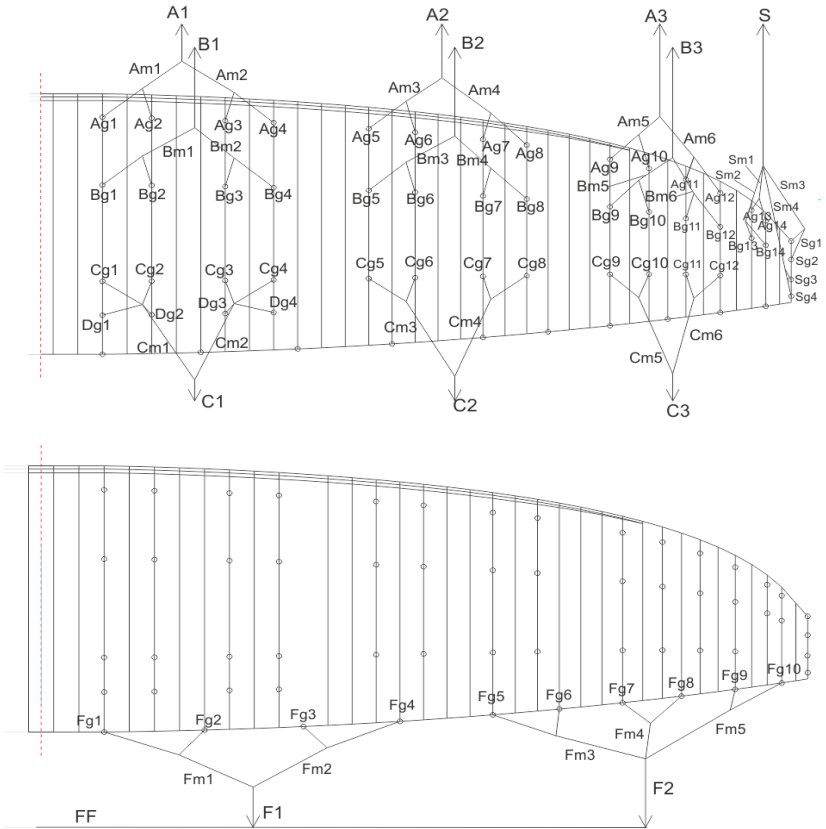 A1 A2 A3 S
B1 B2 B3
Am1 Am2 Am3 Am4
Ag1 Ag2 Ag3 Ag4 Ag5 Ag6 Ag7 Ag8 Am5 Am6
Bm1 Bm2 Bm3 Bm4 Ag9 Ag10 Sm1 Sm2 Sm3
Bg1 Bg2 Bg3 Bg4 Bg5 Bg6 Bg7 Bg8 Bm5 Bm6 Ag11 Ag12 Sm4
Bg9 Bg10 Bg11 Bg12 Ag13 Ag14 Bg13 Bg14 Sg1
Cg1 Cg2 Cg3 Cg4 Cg5 Cg6 Cg7 Cg8 Cg9 Cg10 Cg11 Cg12 Sg2
Sg3
Dg1 Dg2 Dg3 Dg4 Sg4
Cm1 Cm2 Cm3 Cm4 Cm5 Cm6
C1 C2 C3
Fg1 Fg2 Fg3 Fg4 Fg5 Fg6 Fg7 Fg8 Fg9 Fg10
Fm1 Fm2 Fm3 Fm4 Fm5
F1 F2
FF